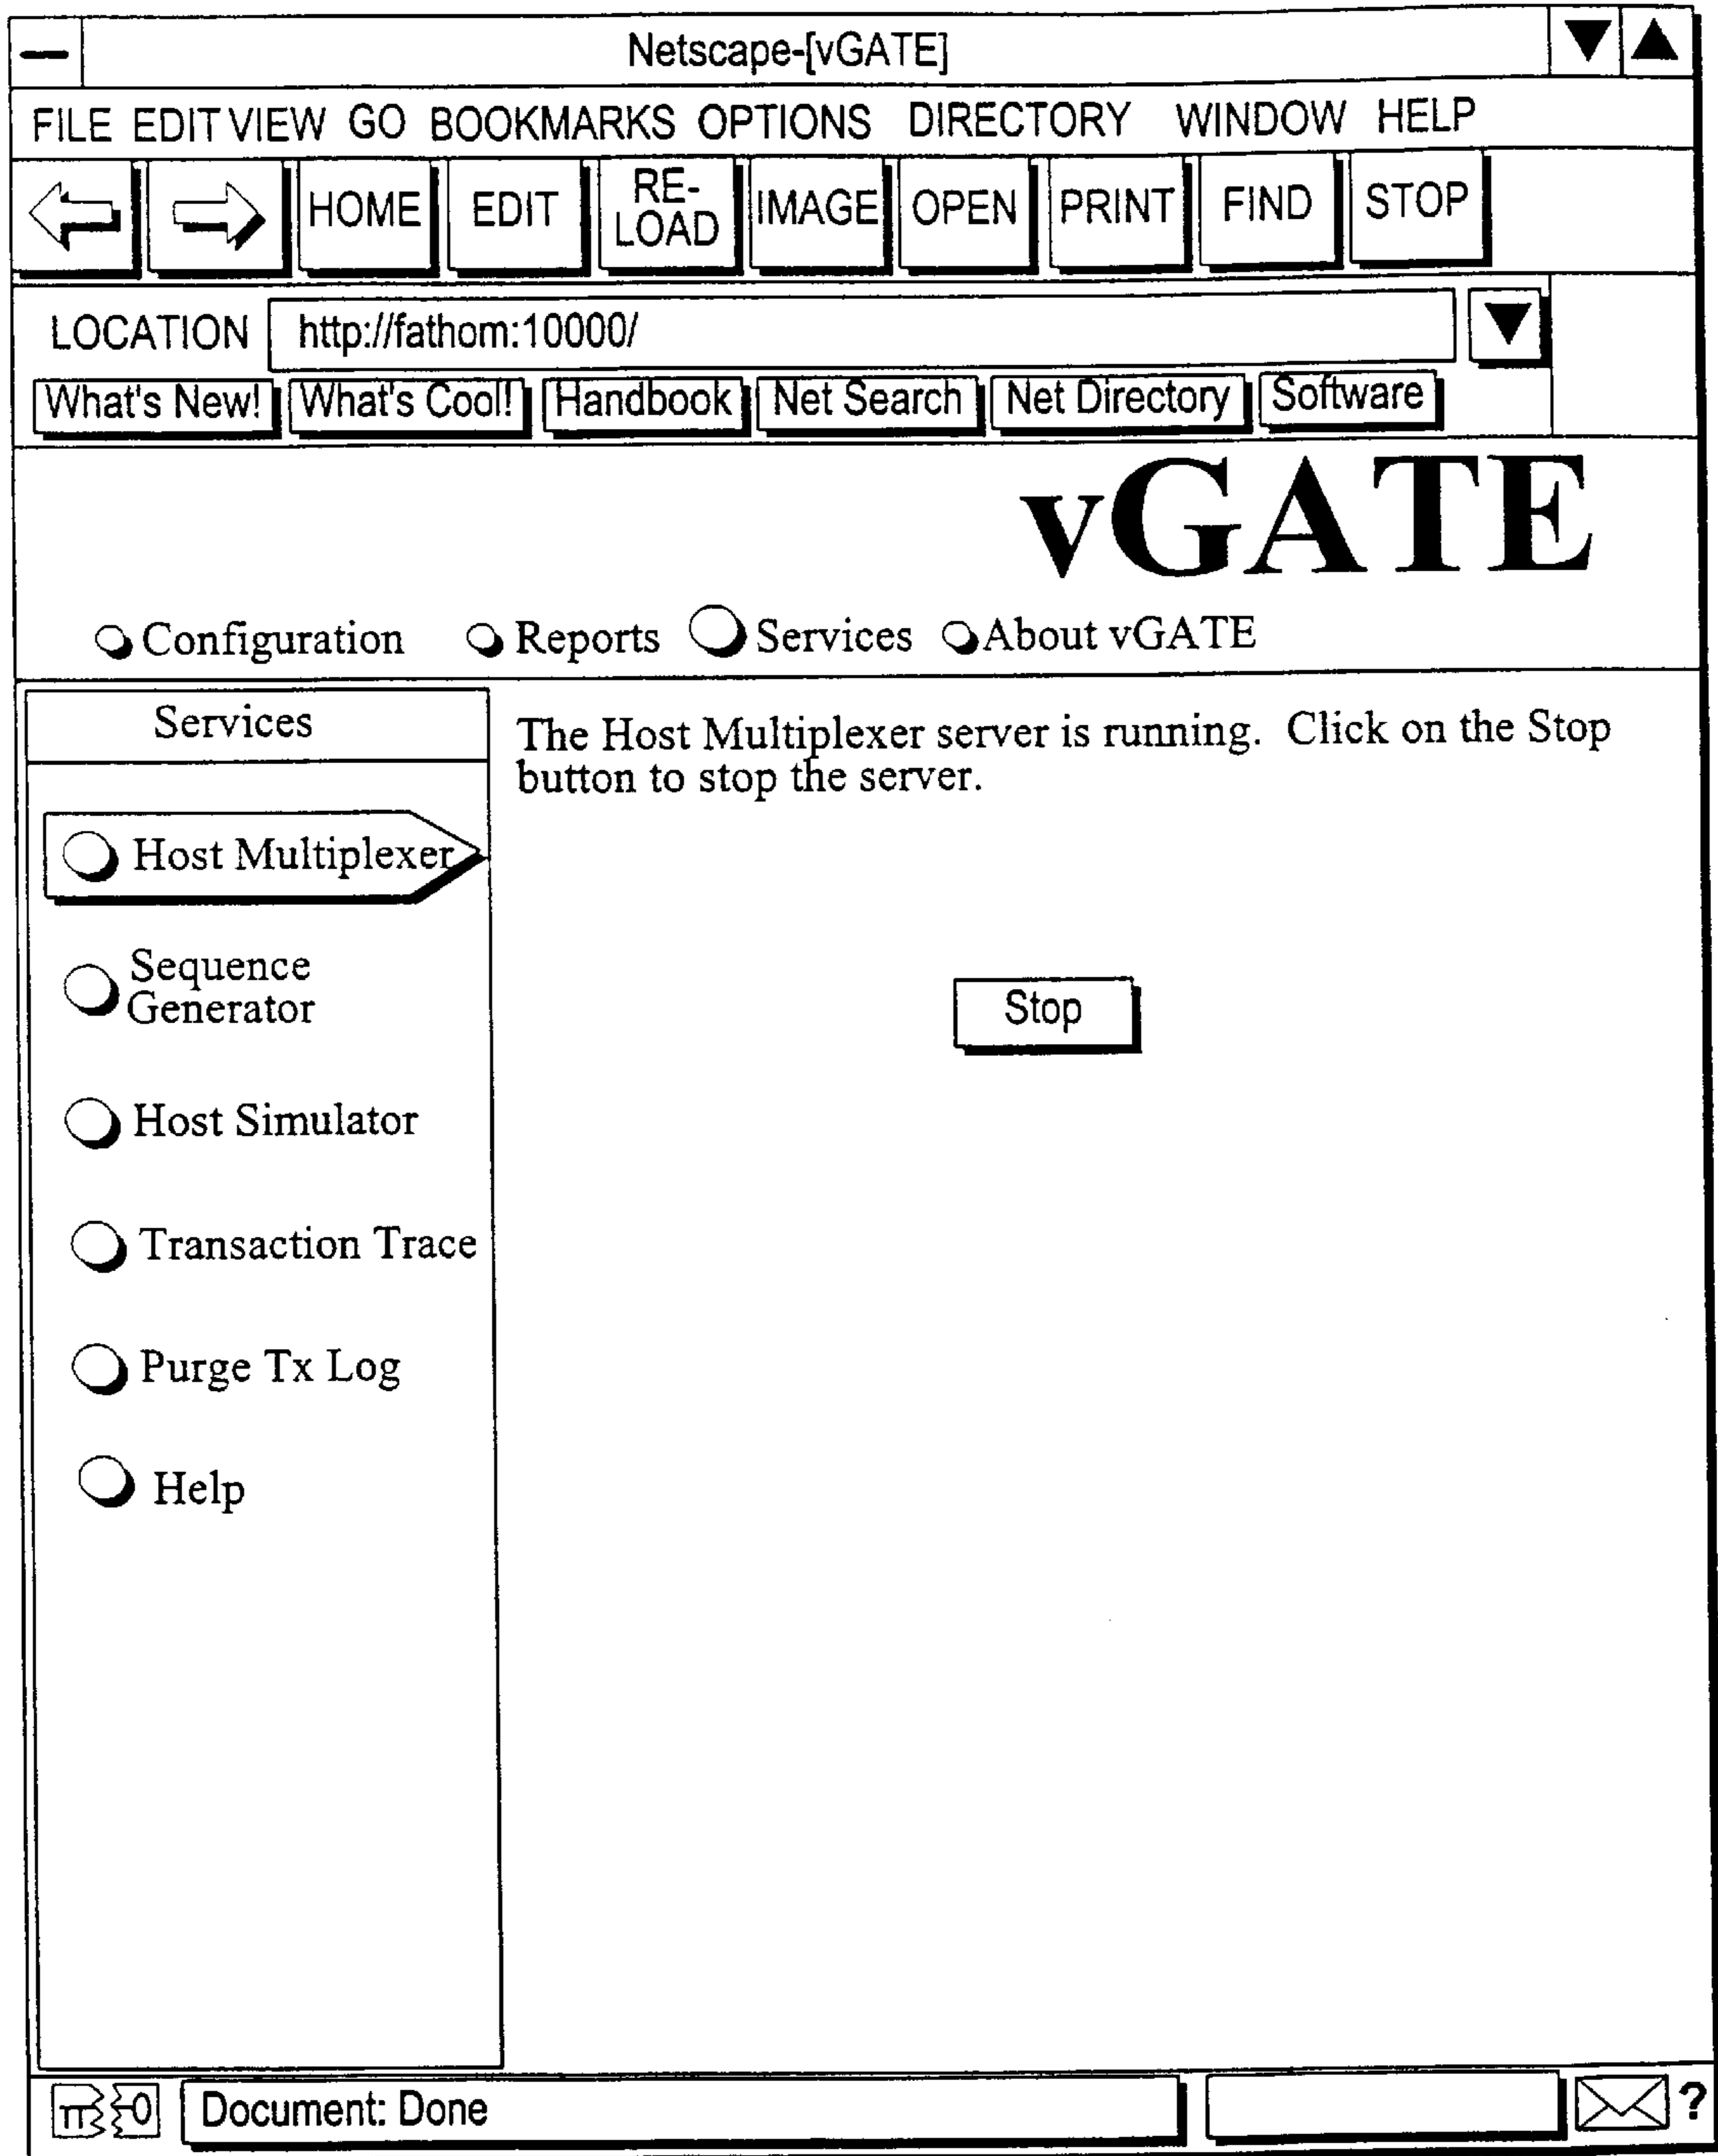 Netscape-[vGATE]
FILE EDIT VIEW GO BOOKMARKS OPTIONS DIRECTORY WINDOW HELP
HOME EDIT RE-LOAD IMAGE OPEN PRINT FIND STOP
LOCATION http://fathom:10000/
What's New! What's Cool! Handbook Net Search Net Directory Software
vGATE
Configuration Reports Services About vGATE
Services
Host Multiplexer
Sequence
Generator
Host Simulator
Transaction Trace
Purge Tx Log
Help
The Host Multiplexer server is running. Click on the Stop
button to stop the server.
Stop
Document: Done
?